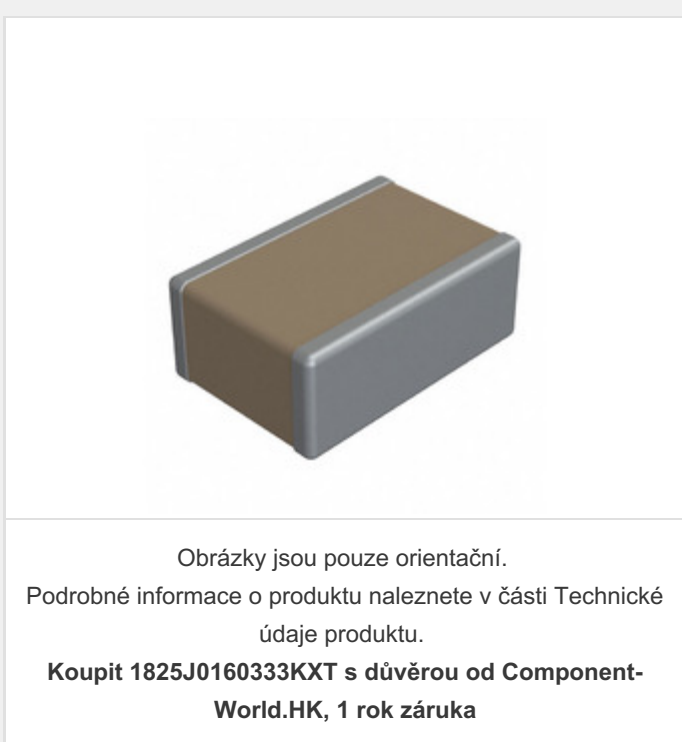 Obrázky jsou pouze orientační.
Podrobné informace o produktu naleznete v části Technické
údaje produktu.
Koupit 1825J0160333KXT s důvěrou od Component-
World.HK, 1 rok záruka